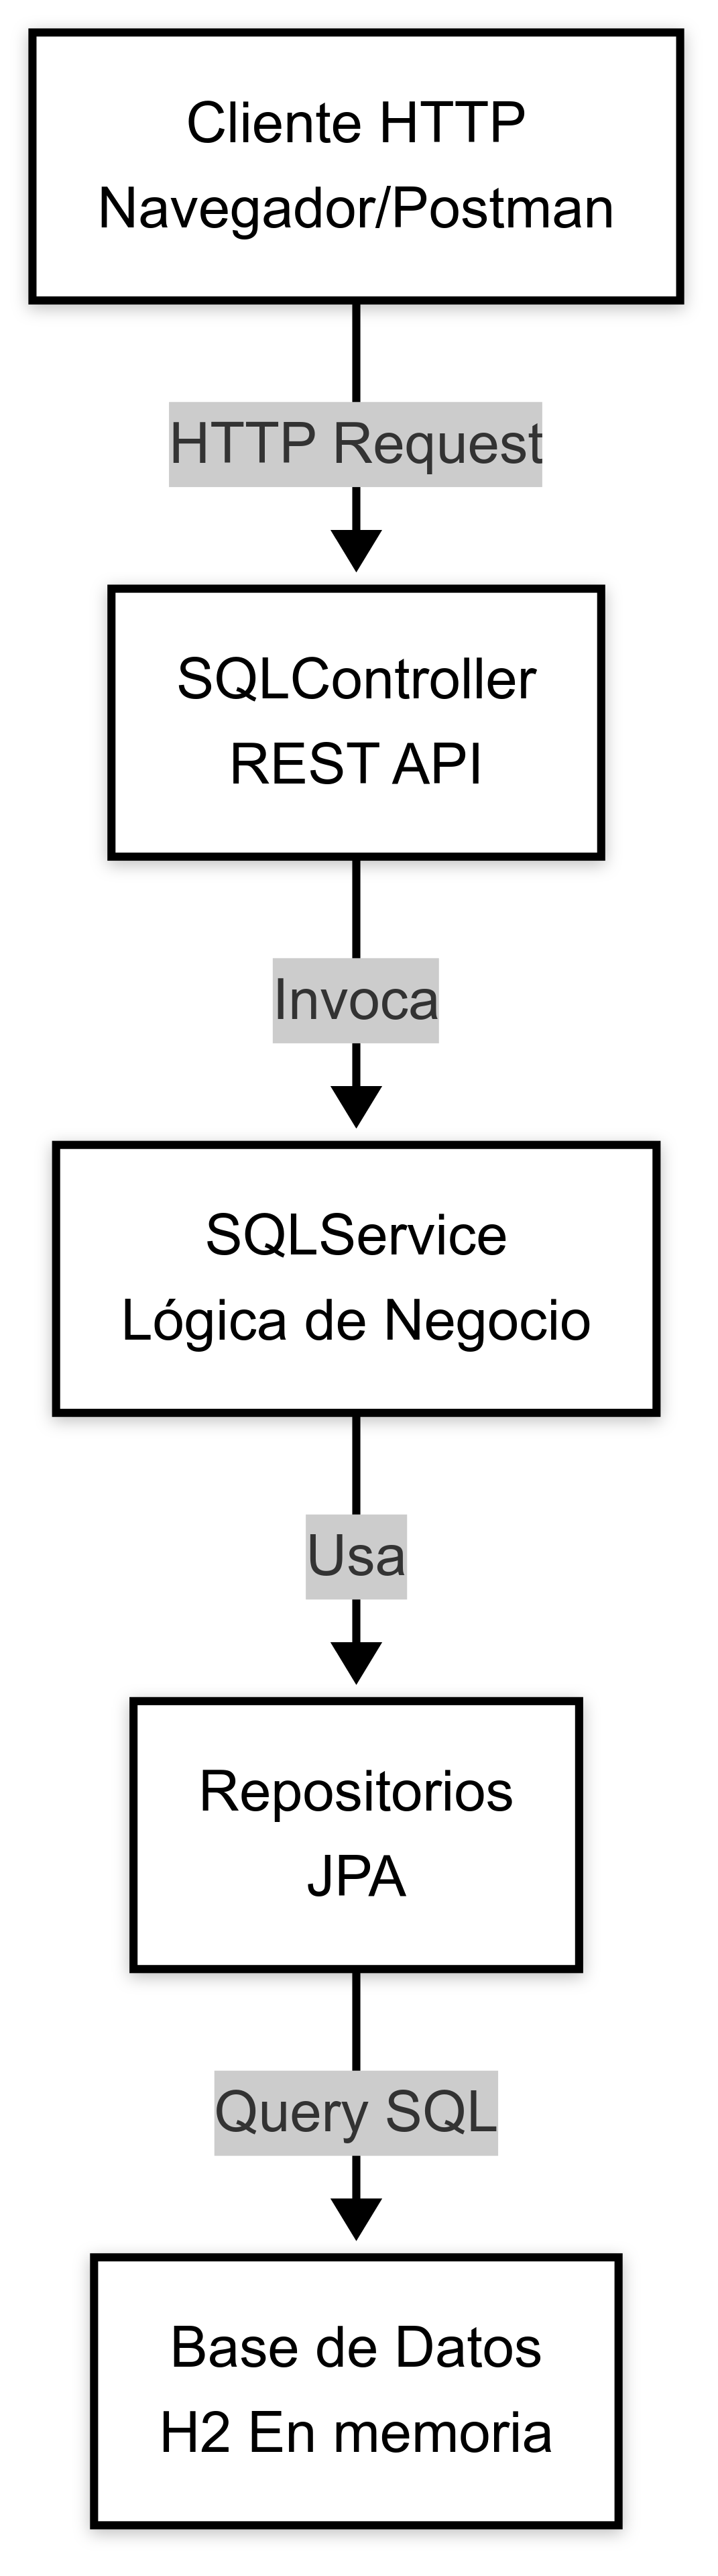 Cliente HTTP
Navegador/Postman
HTTP Request
SQLController
REST API
Invoca
SQLService
Lógica de Negocio
Usa
Repositorios
JPA
Query SQL
Base de Datos
H2 En memoria